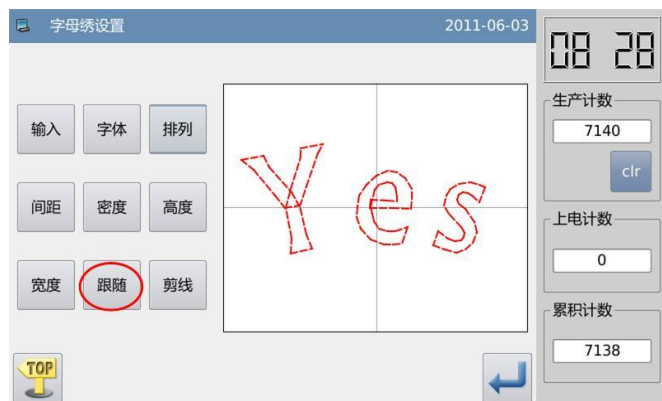 字母绣设置 2011-06-03
08 28
输入 字体 排列
间距 密度 高度
宽度 跟随 剪线
Yes
TOP
生产计数
7140
clr
上电计数
0
累积计数
7138